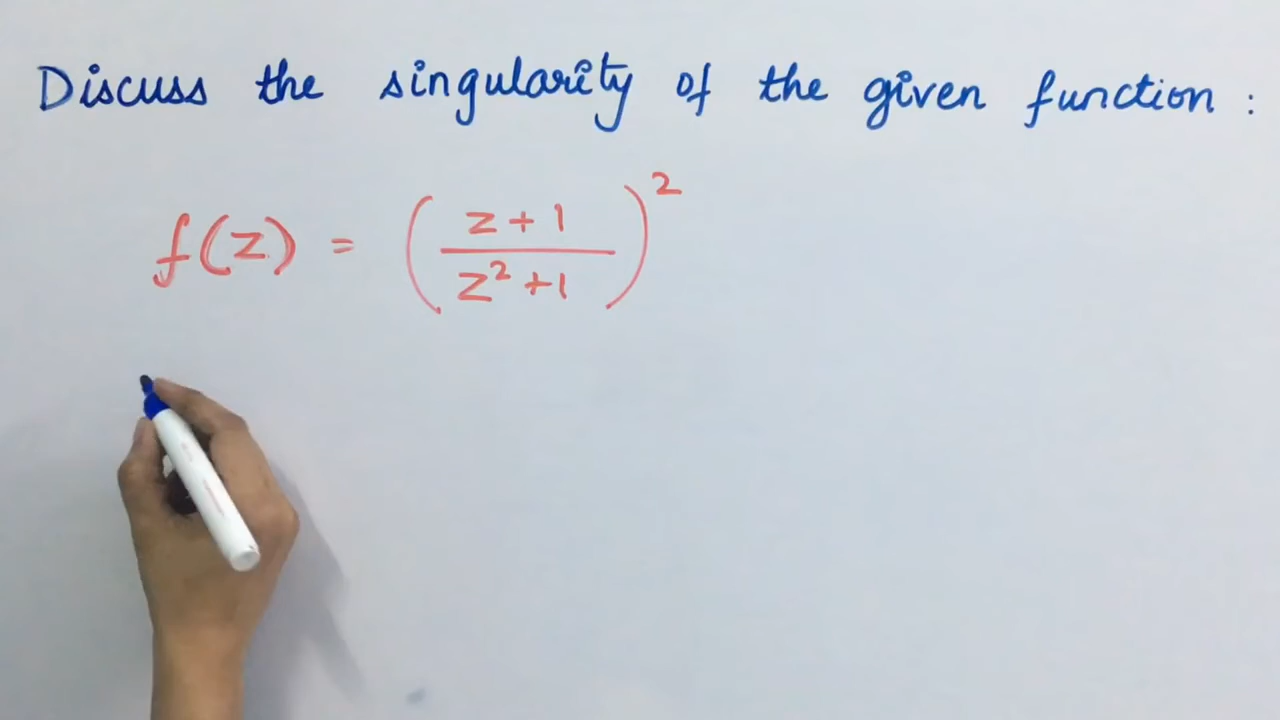 Discuss the singularity of the given function :
f(z) = ( z + 1 / z² + 1 )²